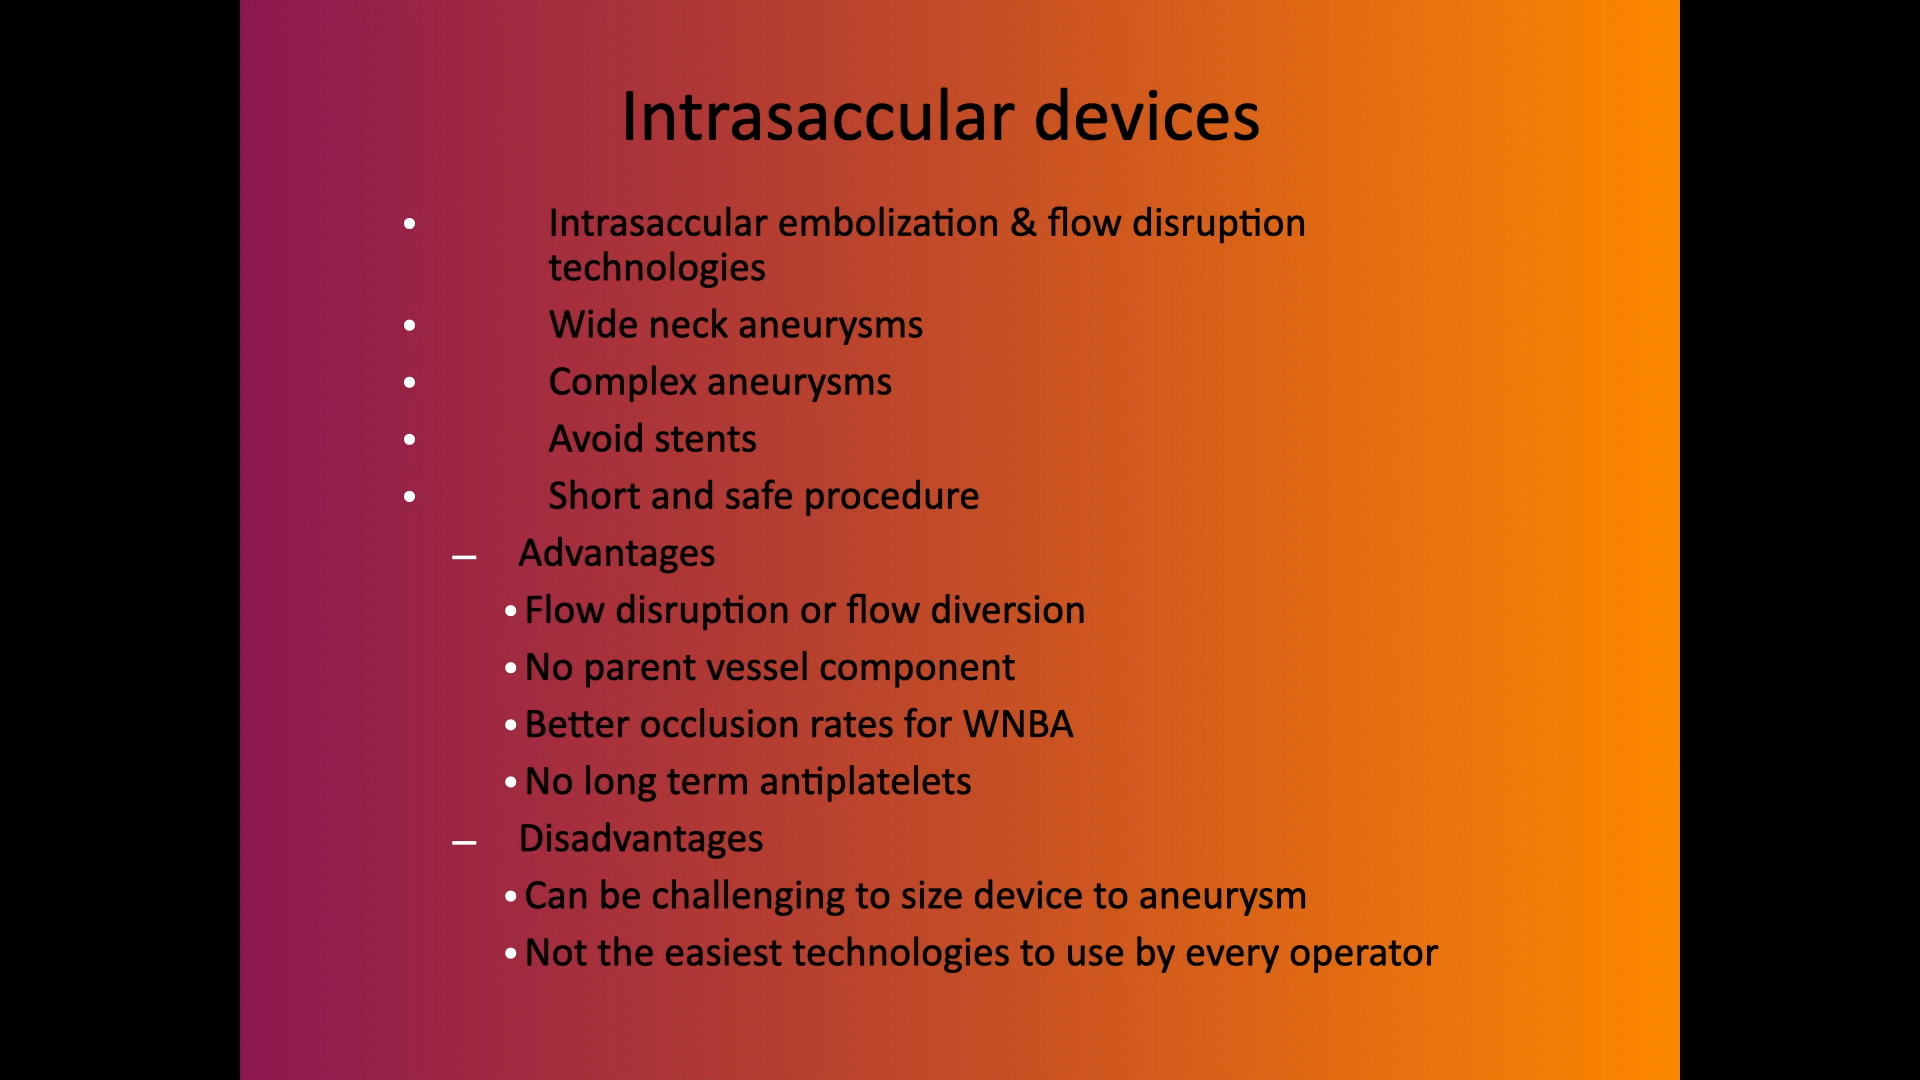 Intrasaccular devices
• Intrasaccular embolization & flow disruption
technologies
• Wide neck aneurysms
• Complex aneurysms
• Avoid stents
• Short and safe procedure
– Advantages
• Flow disruption or flow diversion
• No parent vessel component
• Better occlusion rates for WNBA
• No long term antiplatelets
– Disadvantages
• Can be challenging to size device to aneurysm
• Not the easiest technologies to use by every operator